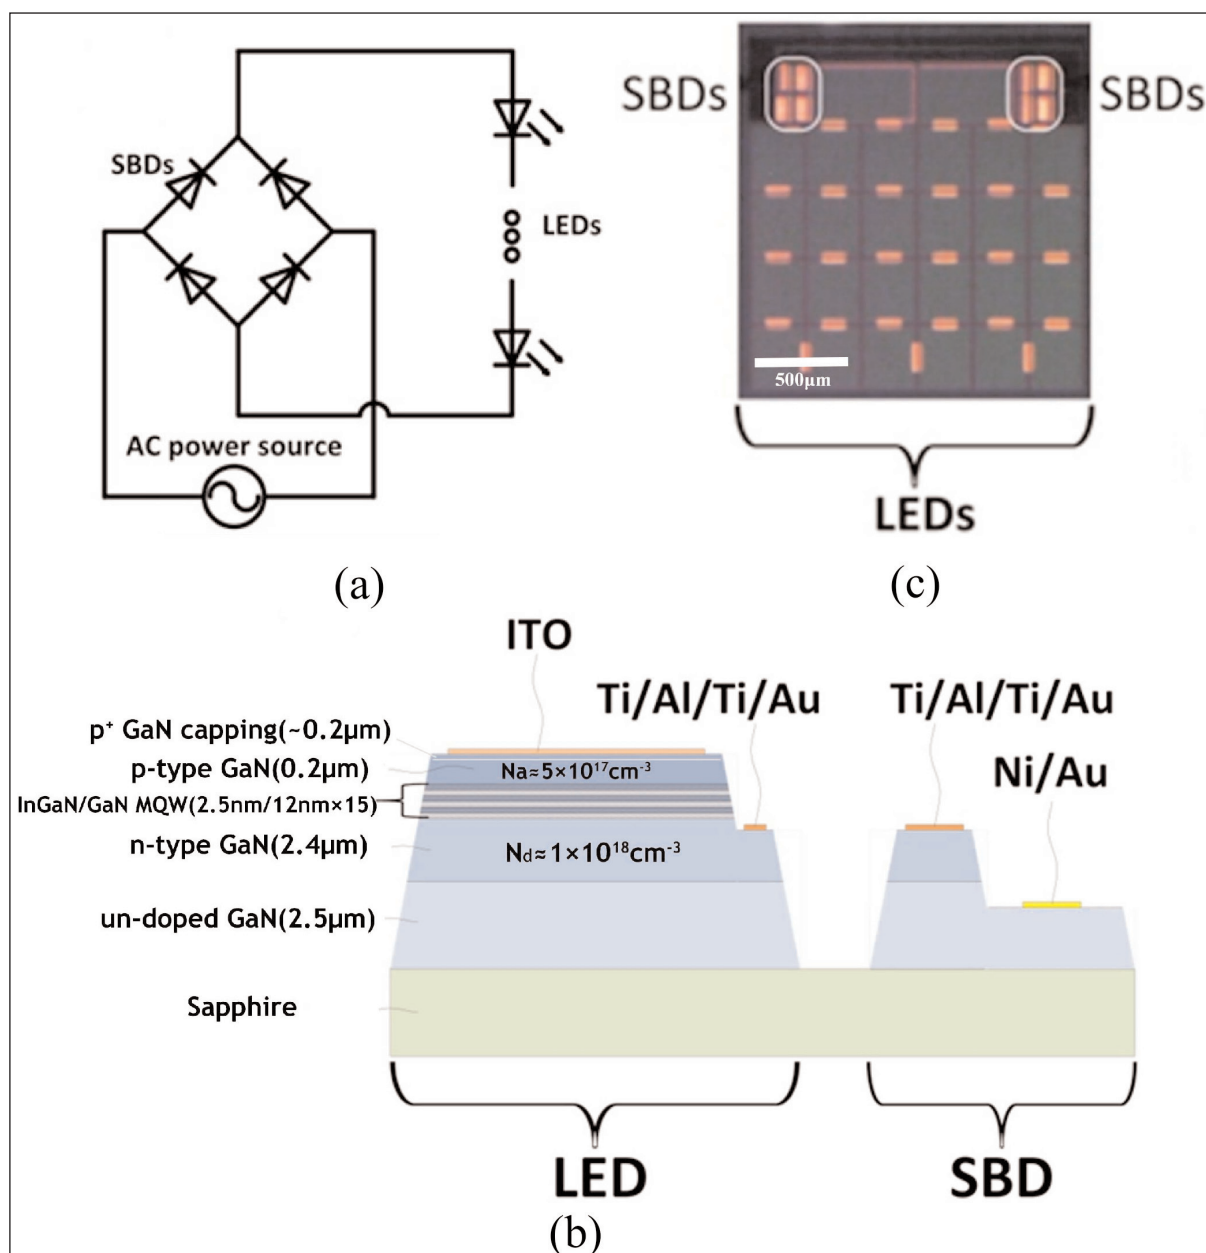 SBDs
LEDs
AC power source
(a)
SBDs
SBDs
500μm
LEDs
(c)
ITO
Ti/Al/Ti/Au
Ti/Al/Ti/Au
Ni/Au
p⁺ GaN capping(~0.2μm)
p-type GaN(0.2μm)
Na≈5×10¹⁷cm⁻³
InGaN/GaN MQW(2.5nm/12nm×15)
n-type GaN(2.4μm)
Nd≈1×10¹⁸cm⁻³
un-doped GaN(2.5μm)
Sapphire
LED
SBD
(b)